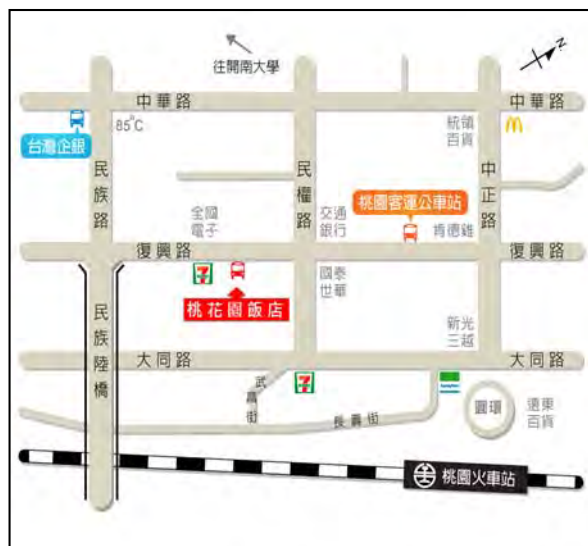 往開南大學
N
中華路
中華路
台灣企銀
85°C
統領
百貨
民族路
民權路
中正路
全國
電子
交通
銀行
桃園客運公車站
肯德雞
復興路
復興路
7
國泰
世華
桃花園飯店
民族陸橋
新光
三越
大同路
大同路
7
武昌街
長壽街
圓環
遠東
百貨
桃園火車站